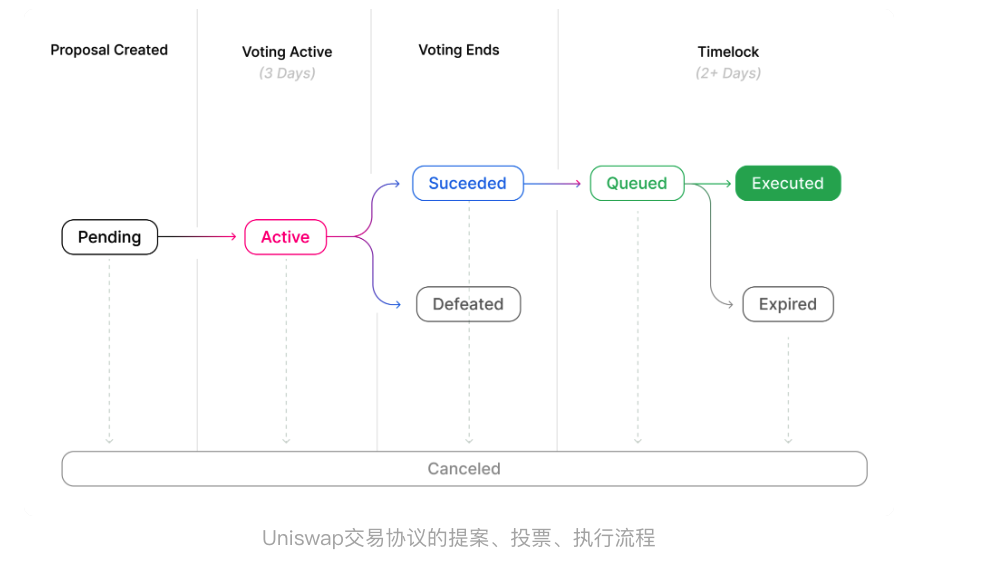 Proposal Created
Voting Active
(3 Days)
Voting Ends
Timelock
(2+ Days)
Suceeded
Queued
Executed
Pending
Active
Defeated
Expired
Canceled
Uniswap交易协议的提案、投票、执行流程